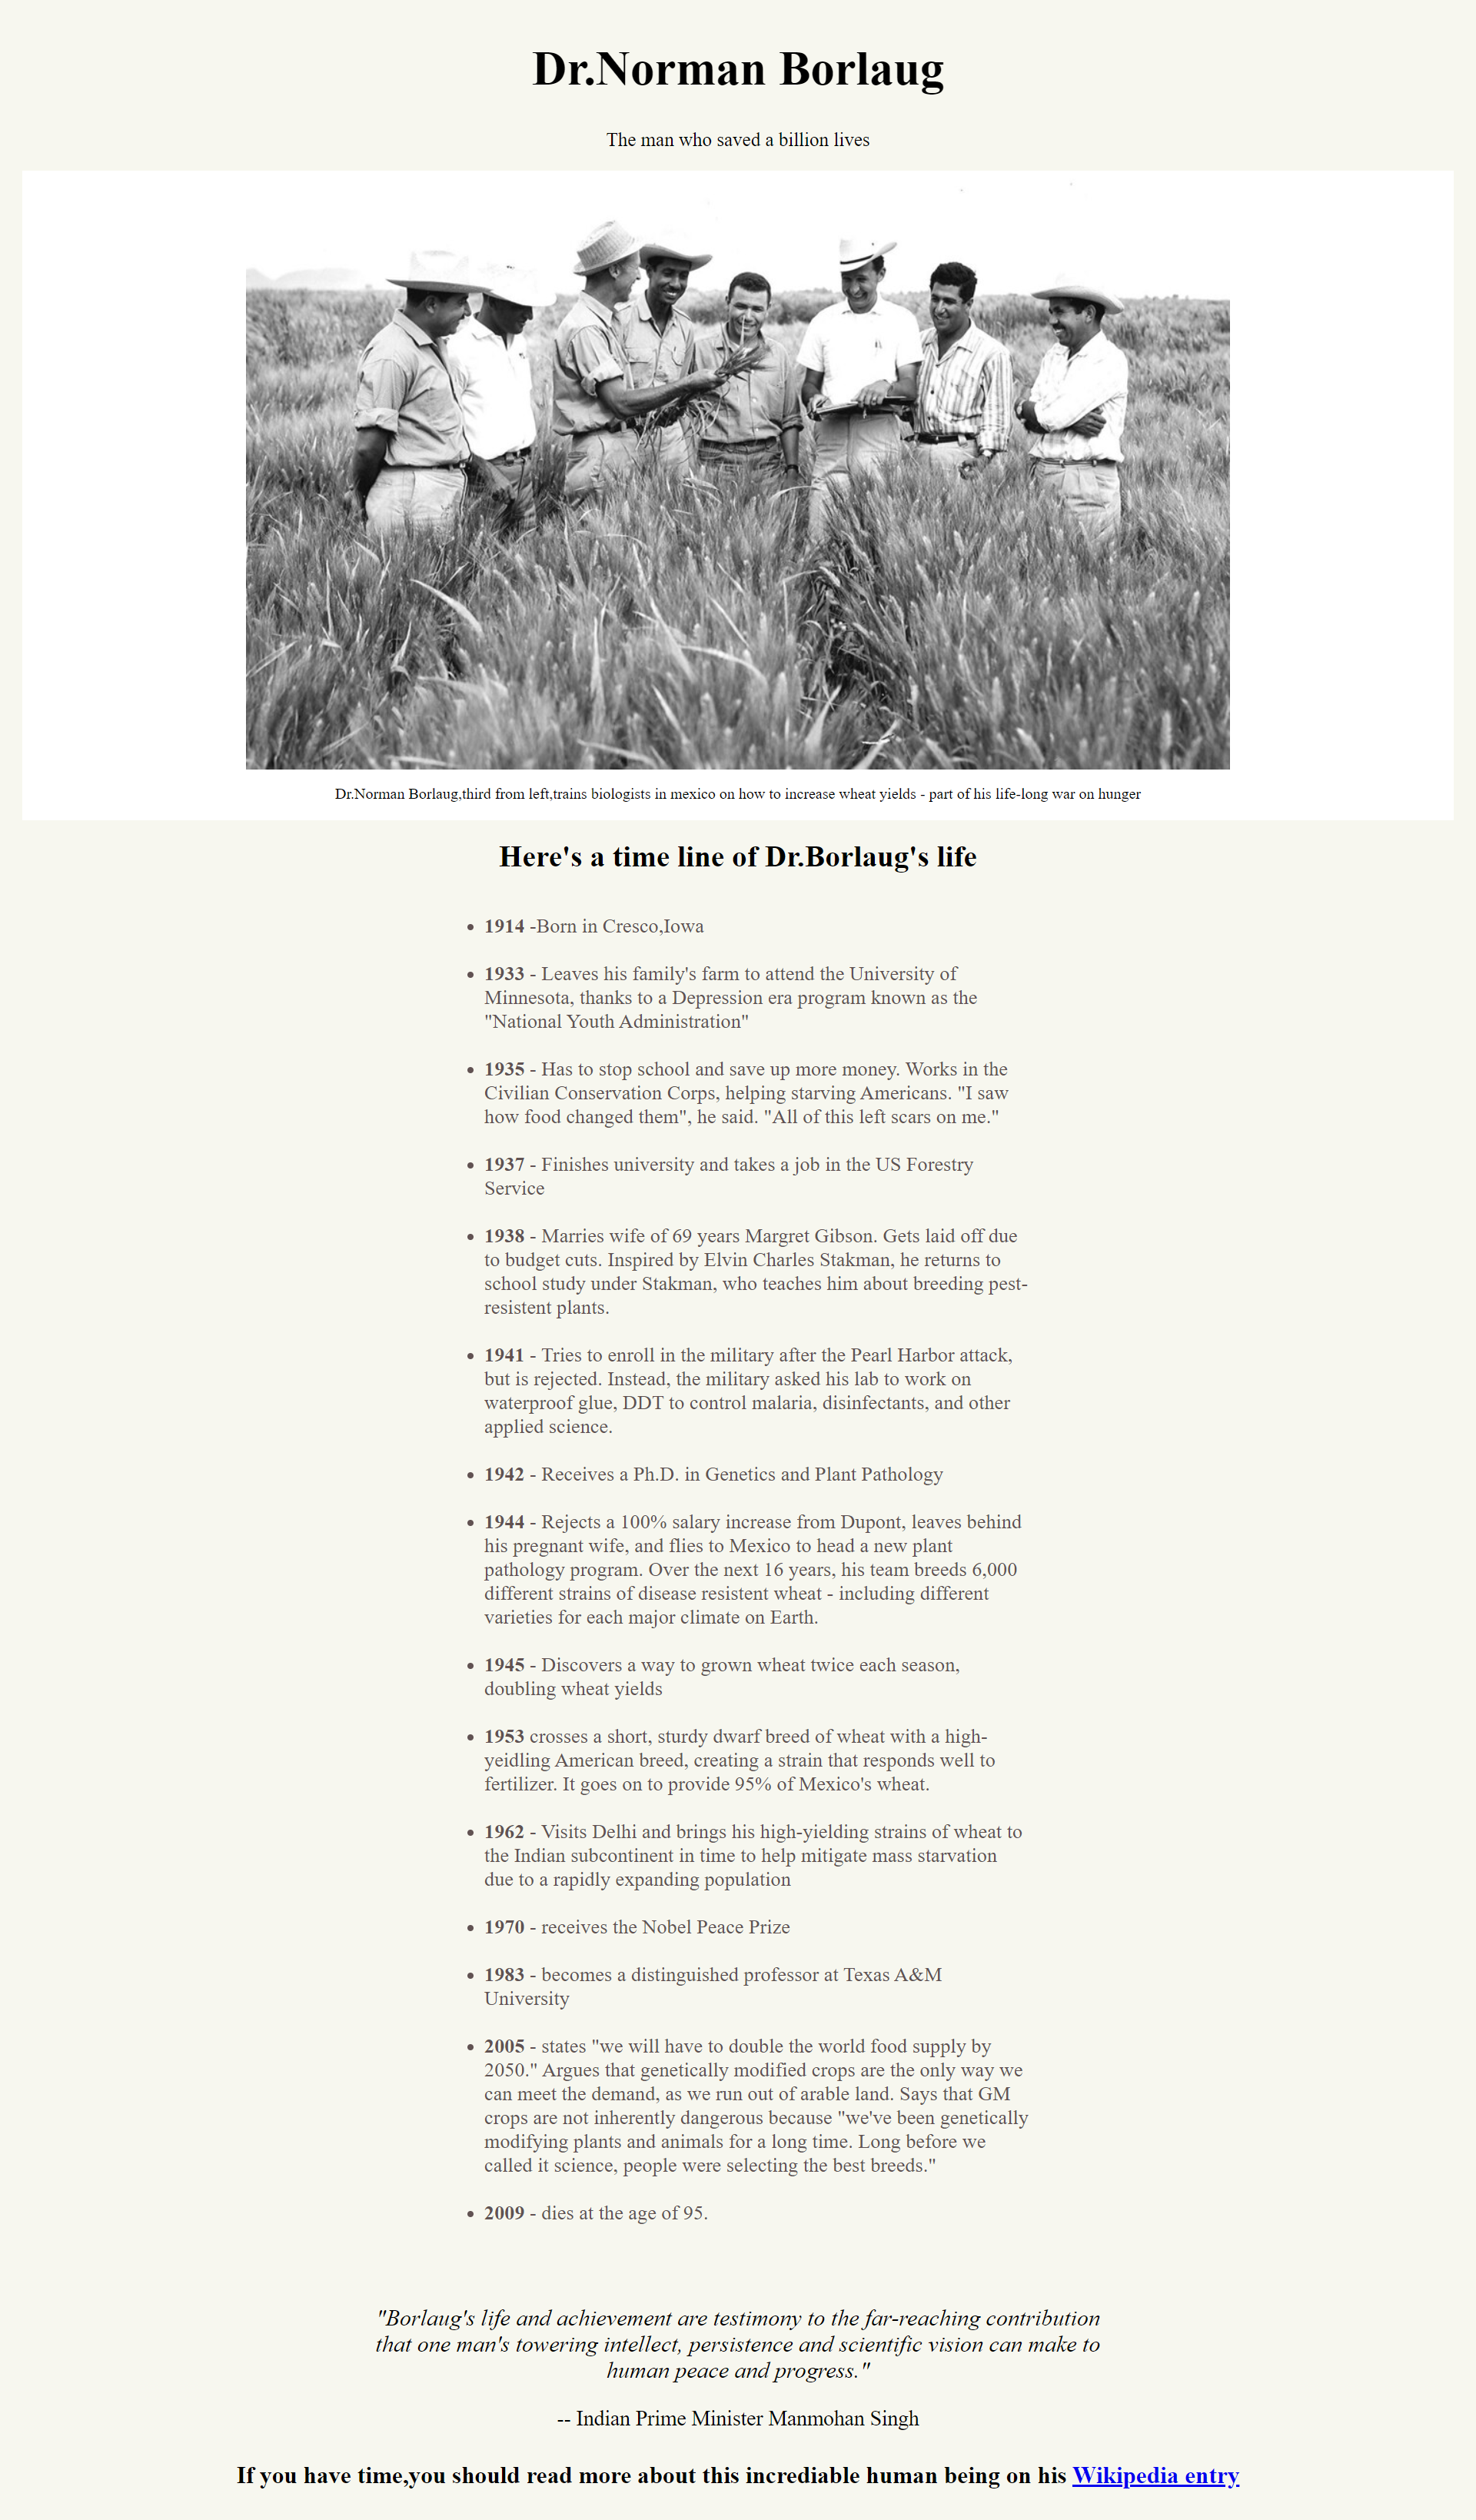 Dr.Norman Borlaug
The man who saved a billion lives
Dr.Norman Borlaug,third from left,trains biologists in mexico on how to increase wheat yields - part of his life-long war on hunger
Here's a time line of Dr.Borlaug's life
1914 -Born in Cresco,Iowa
1933 - Leaves his family's farm to attend the University of
Minnesota, thanks to a Depression era program known as the
"National Youth Administration"
1935 - Has to stop school and save up more money. Works in the
Civilian Conservation Corps, helping starving Americans. "I saw
how food changed them", he said. "All of this left scars on me."
1937 - Finishes university and takes a job in the US Forestry
Service
1938 - Marries wife of 69 years Margret Gibson. Gets laid off due
to budget cuts. Inspired by Elvin Charles Stakman, he returns to
school study under Stakman, who teaches him about breeding pest-
resistent plants.
1941 - Tries to enroll in the military after the Pearl Harbor attack,
but is rejected. Instead, the military asked his lab to work on
waterproof glue, DDT to control malaria, disinfectants, and other
applied science.
1942 - Receives a Ph.D. in Genetics and Plant Pathology
1944 - Rejects a 100% salary increase from Dupont, leaves behind
his pregnant wife, and flies to Mexico to head a new plant
pathology program. Over the next 16 years, his team breeds 6,000
different strains of disease resistent wheat - including different
varieties for each major climate on Earth.
1945 - Discovers a way to grown wheat twice each season,
doubling wheat yields
1953 crosses a short, sturdy dwarf breed of wheat with a high-
yeidling American breed, creating a strain that responds well to
fertilizer. It goes on to provide 95% of Mexico's wheat.
1962 - Visits Delhi and brings his high-yielding strains of wheat to
the Indian subcontinent in time to help mitigate mass starvation
due to a rapidly expanding population
1970 - receives the Nobel Peace Prize
1983 - becomes a distinguished professor at Texas A&M
University
2005 - states "we will have to double the world food supply by
2050." Argues that genetically modified crops are the only way we
can meet the demand, as we run out of arable land. Says that GM
crops are not inherently dangerous because "we've been genetically
modifying plants and animals for a long time. Long before we
called it science, people were selecting the best breeds."
2009 - dies at the age of 95.
"Borlaug's life and achievement are testimony to the far-reaching contribution
that one man's towering intellect, persistence and scientific vision can make to
human peace and progress."
-- Indian Prime Minister Manmohan Singh
If you have time,you should read more about this incrediable human being on his Wikipedia entry